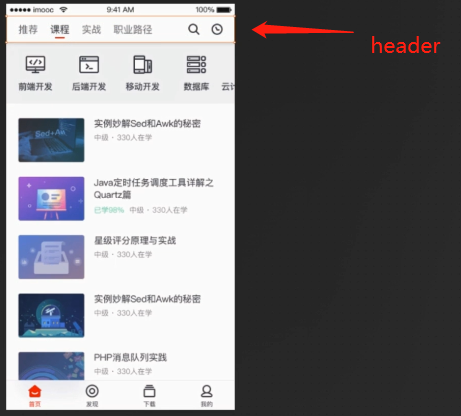 imooc 9:41 AM 100%
推荐 课程 实战 职业路径
header
前端开发 后端开发 移动开发 数据库 云计
Sed+Aw
实例妙解Sed和Awk的秘密
中级 · 330人在学
Java定时任务调度工具详解之
Quartz篇
已学98% 中级 · 330人在学
星级评分原理与实战
中级 · 330人在学
实例妙解Sed和Awk的秘密
中级 · 330人在学
PHP消息队列实践
中级 · 330人在学
首页 发现 下载 我的